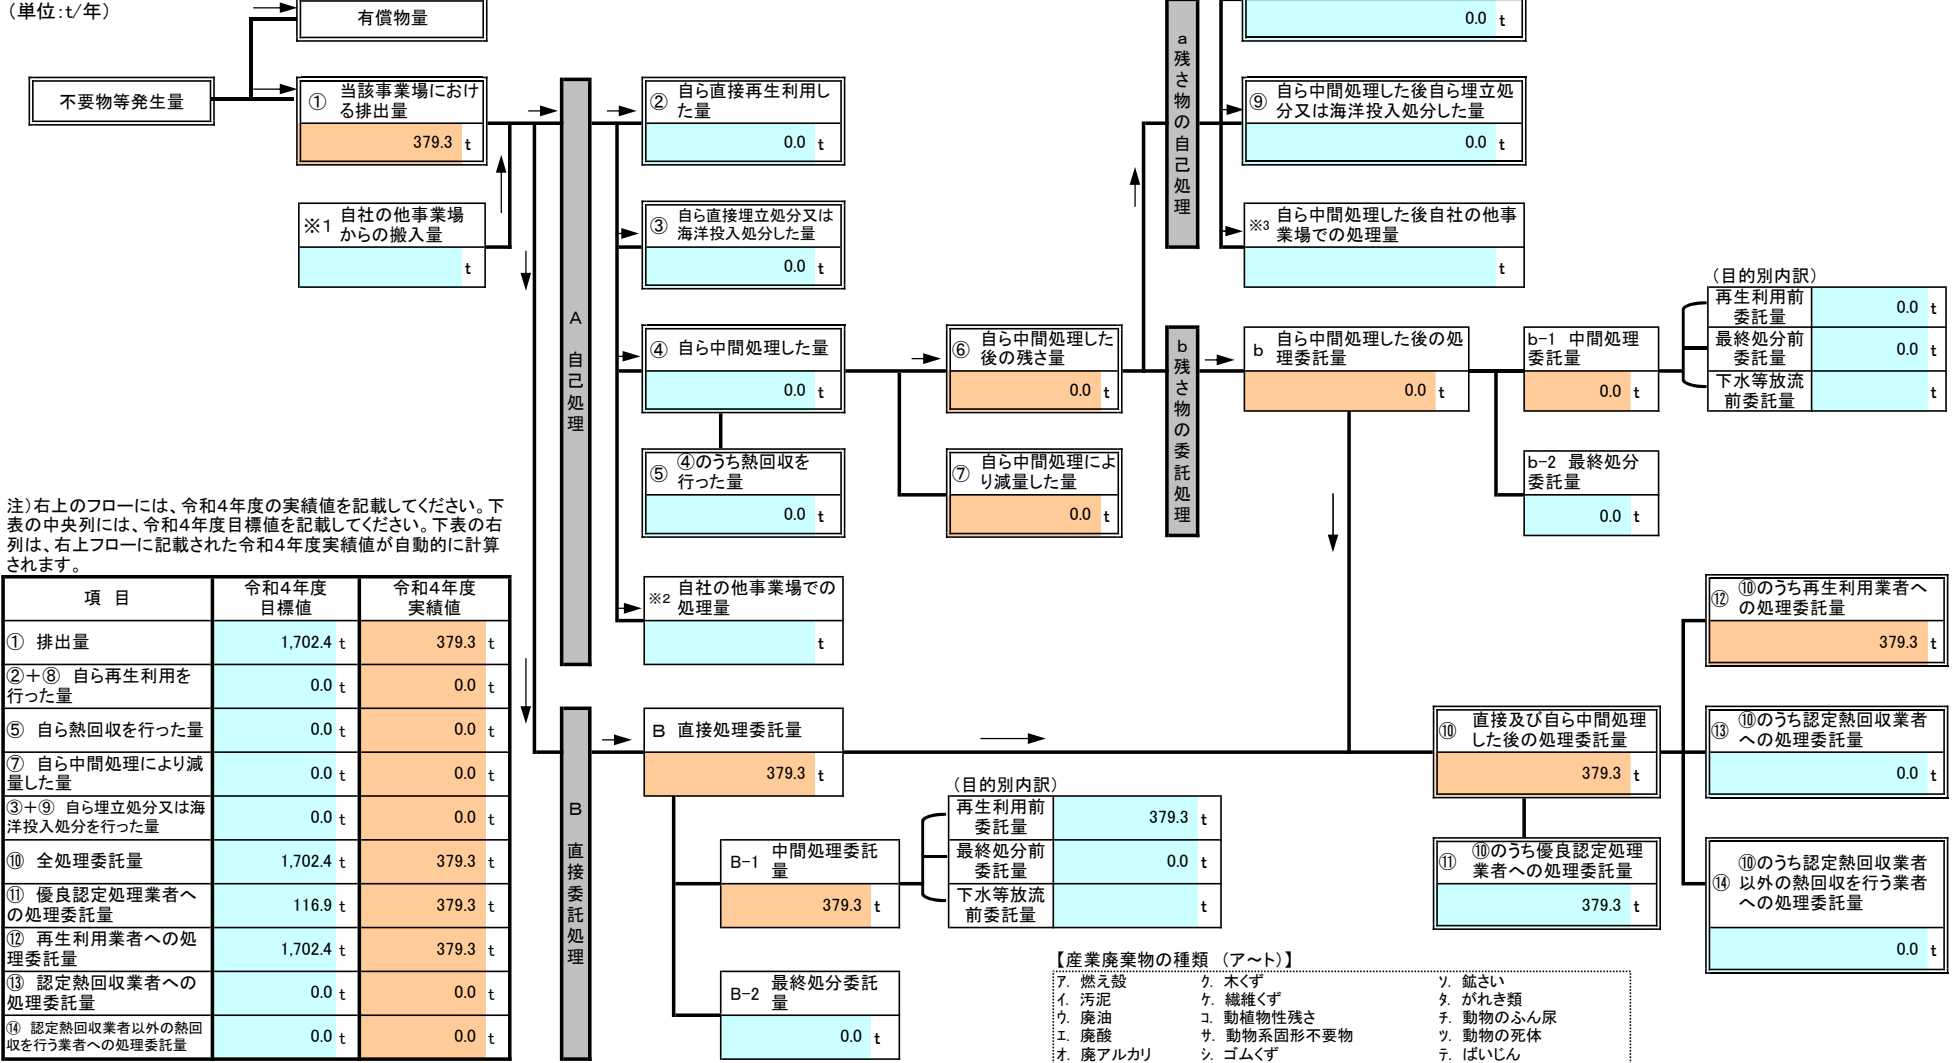 (単位:t/年)
有償物量
0.0 t
不要物等発生量
① 当該事業場におけ
る排出量
379.3 t
※1 自社の他事業場
からの搬入量
t
A
自己処理
② 自ら直接再生利用し
た量
0.0 t
③ 自ら直接埋立処分又は
海洋投入処分した量
0.0 t
④ 自ら中間処理した量
0.0 t
⑤ ④のうち熱回収を
行った量
0.0 t
※2 自社の他事業場での
処理量
t
⑥ 自ら中間処理した
後の残さ量
0.0 t
⑦ 自ら中間処理によ
り減量した量
0.0 t
a残さ物の自己処理
⑨ 自ら中間処理した後自ら埋立処
分又は海洋投入処分した量
0.0 t
※3 自ら中間処理した後自社の他事
業場での処理量
t
b残さ物の委託処理
b 自ら中間処理した後の処
理委託量
0.0 t
b-1 中間処理
委託量
0.0 t
b-2 最終処分
委託量
0.0 t
(目的別内訳)
再生利用前
委託量
0.0 t
最終処分前
委託量
0.0 t
下水等放流
前委託量
t
注)右上のフローには、令和4年度の実績値を記載してください。下
表の中央列には、令和4年度目標値を記載してください。下表の右
列は、右上フローに記載された令和4年度実績値が自動的に計算
されます。
項 目
令和4年度
目標値
令和4年度
実績値
① 排出量 1,702.4 t 379.3 t
②+⑧ 自ら再生利用を
行った量
0.0 t 0.0 t
⑤ 自ら熱回収を行った量 0.0 t 0.0 t
⑦ 自ら中間処理により減
量した量
0.0 t 0.0 t
③+⑨ 自ら埋立処分又は海
洋投入処分を行った量
0.0 t 0.0 t
⑩ 全処理委託量 1,702.4 t 379.3 t
⑪ 優良認定処理業者へ
の処理委託量
116.9 t 379.3 t
⑫ 再生利用業者への処
理委託量
1,702.4 t 379.3 t
⑬ 認定熱回収業者への
処理委託量
0.0 t 0.0 t
⑭ 認定熱回収業者以外の熱回
収を行う業者への処理委託量
0.0 t 0.0 t
B
直接委託処理
B 直接処理委託量
379.3 t
B-1 中間処理委託
量
379.3 t
B-2 最終処分委託
量
0.0 t
(目的別内訳)
再生利用前
委託量
379.3 t
最終処分前
委託量
0.0 t
下水等放流
前委託量
t
⑩ 直接及び自ら中間処理
した後の処理委託量
379.3 t
⑪ ⑩のうち優良認定処理
業者への処理委託量
379.3 t
⑫ ⑩のうち再生利用業者へ
の処理委託量
379.3 t
⑬ ⑩のうち認定熱回収業者
への処理委託量
0.0 t
⑭ ⑩のうち認定熱回収業者
以外の熱回収を行う業者
への処理委託量
0.0 t
【産業廃棄物の種類 (ア~ト)】
ア. 燃え殻 ク. 木くず ソ. 鉱さい
イ. 汚泥 ケ. 繊維くず タ. がれき類
ウ. 廃油 コ. 動植物性残さ チ. 動物のふん尿
エ. 廃酸 サ. 動物系固形不要物 ツ. 動物の死体
オ. 廃アルカリ シ. ゴムくず テ. ばいじん